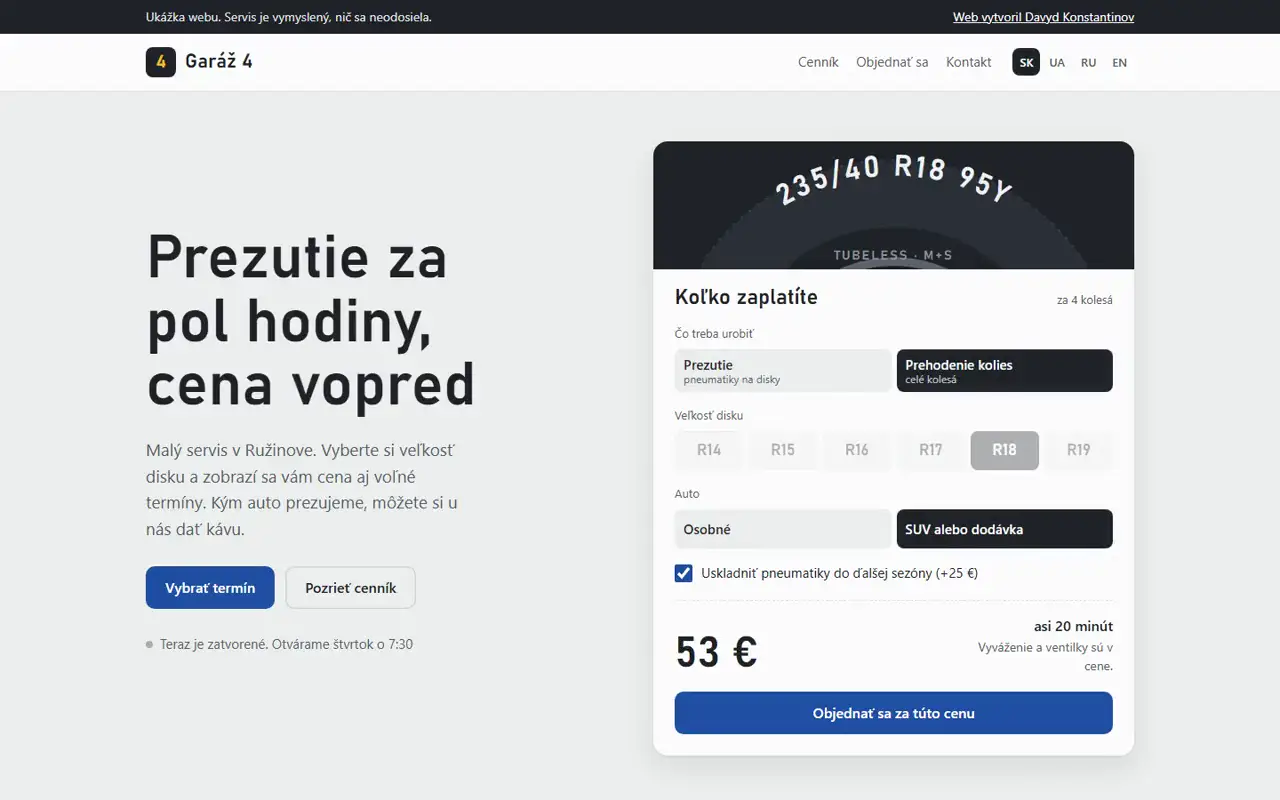 Ukážka webu. Servis je vymyslený, nič sa neodosiela.
Web vytvoril Davyd Konstantinov
4
Garáž 4
Cenník
Objednať sa
Kontakt
SK
UA
RU
EN
Prezutie za
pol hodiny,
cena vopred
Malý servis v Ružinove. Vyberte si veľkosť
disku a zobrazí sa vám cena aj voľné
termíny. Kým auto prezujeme, môžete si u
nás dať kávu.
Vybrať termín
Pozrieť cenník
Teraz je zatvorené. Otvárame štvrtok o 7:30
235/40 R18 95Y
TUBELESS · M+S
Koľko zaplatíte
za 4 kolesá
Čo treba urobiť
Prezutie
pneumatiky na disky
Prehodenie kolies
celé kolesá
Veľkosť disku
R14
R15
R16
R17
R18
R19
Auto
Osobné
SUV alebo dodávka
Uskladniť pneumatiky do ďalšej sezóny (+25 €)
53 €
asi 20 minút
Vyváženie a ventilky sú v
cene.
Objednať sa za túto cenu